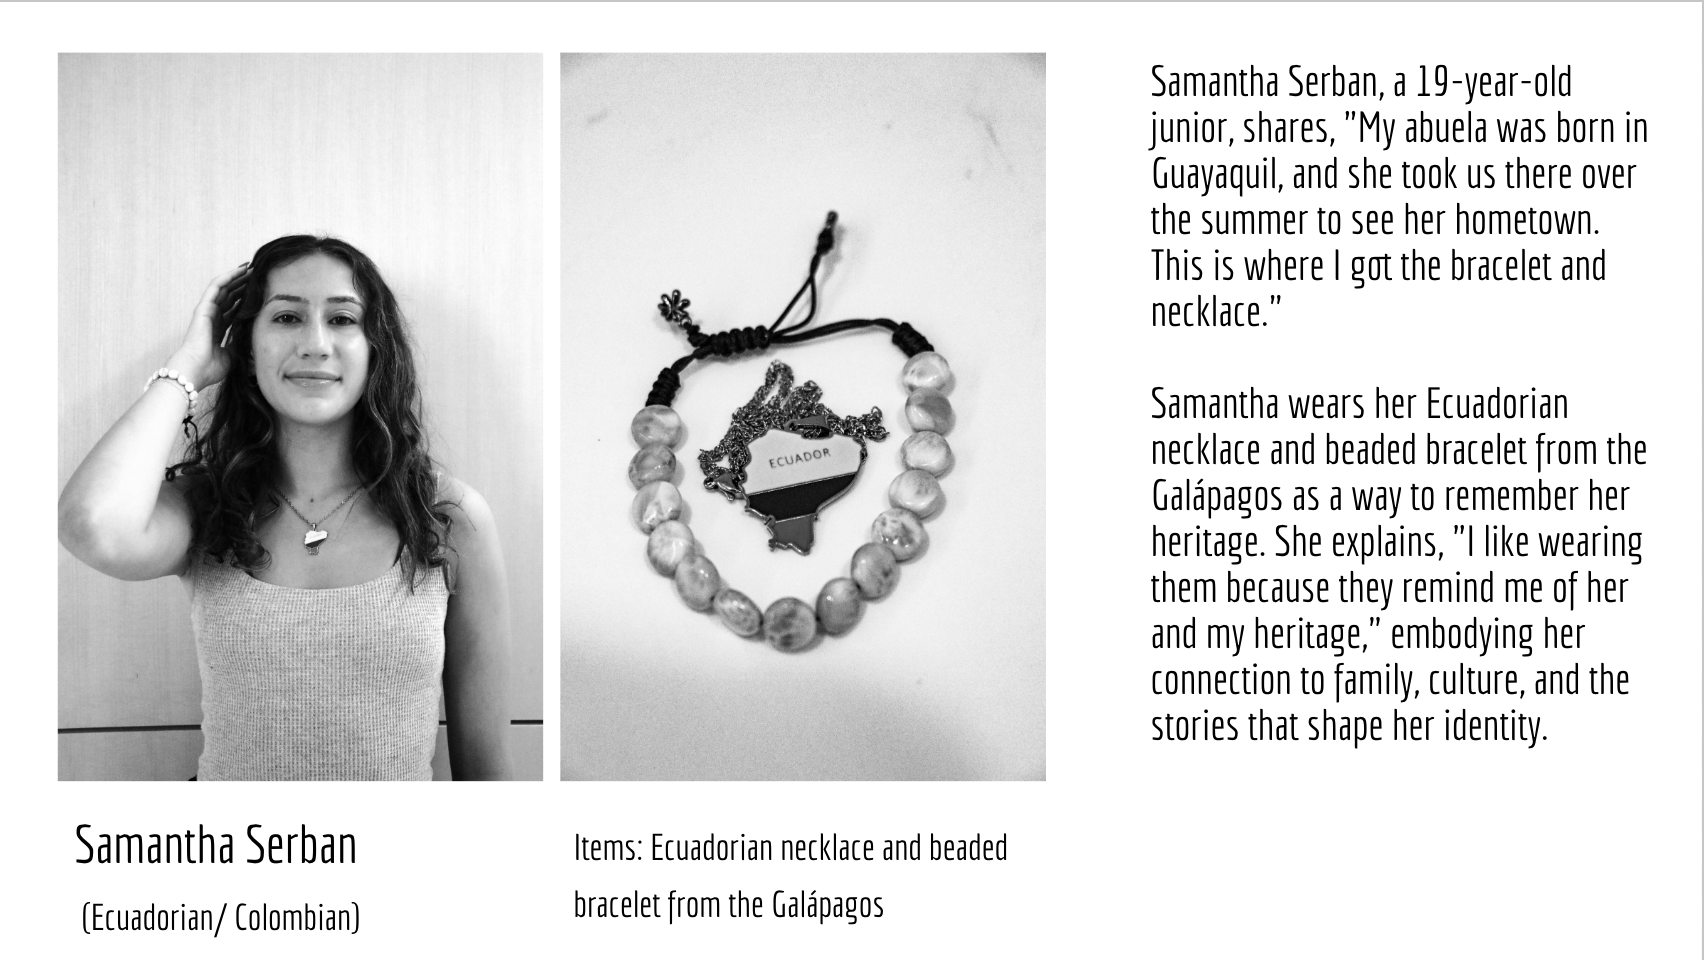 Samantha Serban, a 19-year-old
junior, shares, "My abuela was born in
Guayaquil, and she took us there over
the summer to see her hometown.
This is where I got the bracelet and
necklace."
Samantha wears her Ecuadorian
necklace and beaded bracelet from the
Galápagos as a way to remember her
heritage. She explains, "I like wearing
them because they remind me of her
and my heritage," embodying her
connection to family, culture, and the
stories that shape her identity.
ECUADOR
Samantha Serban
(Ecuadorian/ Colombian)
Items: Ecuadorian necklace and beaded
bracelet from the Galápagos